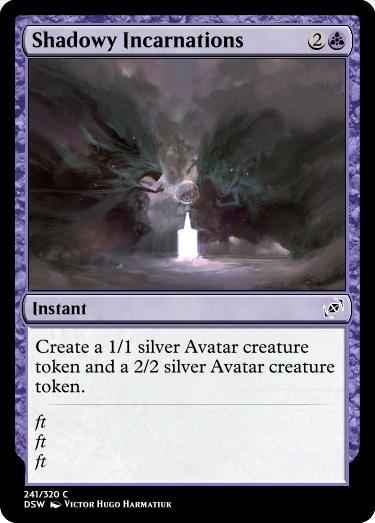 Shadowy Incarnations 2
Instant
Create a 1/1 silver Avatar creature
token and a 2/2 silver Avatar creature
token.
ft
ft
ft
241/320 C
DSW Victor Hugo Harmatiuk